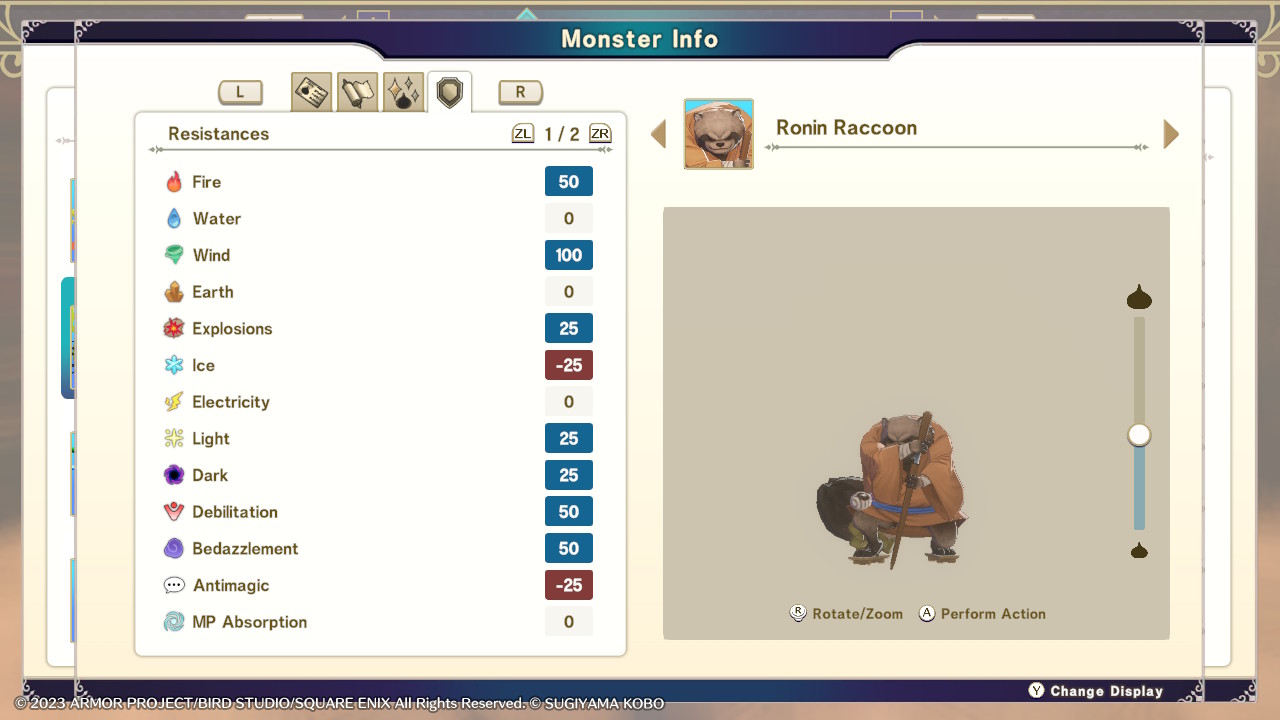 Monster Info
L
R
Resistances
ZL 1 / 2 ZR
Ronin Raccoon
Fire 50
Water 0
Wind 100
Earth 0
Explosions 25
Ice -25
Electricity 0
Light 25
Dark 25
Debilitation 50
Bedazzlement 50
Antimagic -25
MP Absorption 0
R Rotate/Zoom A Perform Action
Y Change Display
© 2023 ARMOR PROJECT/BIRD STUDIO/SQUARE ENIX All Rights Reserved. © SUGIYAMA KOBO